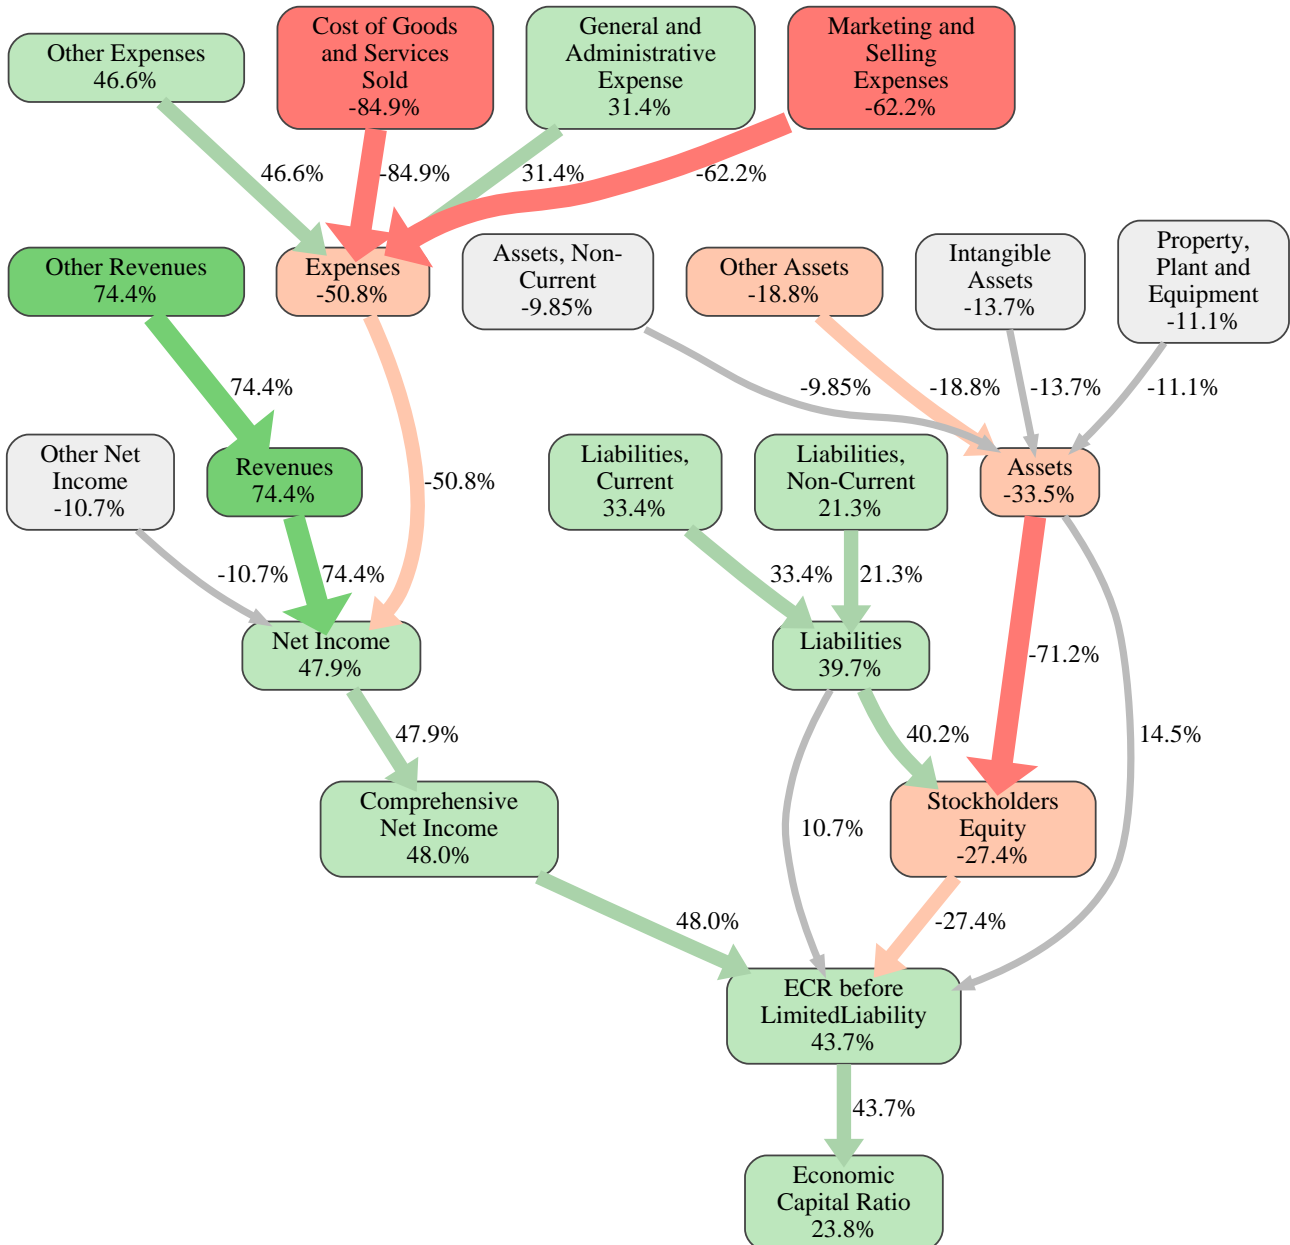 Other Expenses
46.6%
Cost of Goods
and Services
Sold
-84.9%
General and
Administrative
Expense
31.4%
Marketing and
Selling
Expenses
-62.2%
46.6%
-84.9%
31.4%
-62.2%
Other Revenues
74.4%
Expenses
-50.8%
Assets, Non-
Current
-9.85%
Other Assets
-18.8%
Intangible
Assets
-13.7%
Property,
Plant and
Equipment
-11.1%
74.4%
-50.8%
-9.85%
-18.8%
-13.7%
-11.1%
Other Net
Income
-10.7%
Revenues
74.4%
Liabilities,
Current
33.4%
Liabilities,
Non-Current
21.3%
Assets
-33.5%
-10.7%
74.4%
33.4%
21.3%
-71.2%
14.5%
Net Income
47.9%
Liabilities
39.7%
47.9%
40.2%
10.7%
Comprehensive
Net Income
48.0%
Stockholders
Equity
-27.4%
48.0%
-27.4%
ECR before
LimitedLiability
43.7%
43.7%
Economic
Capital Ratio
23.8%